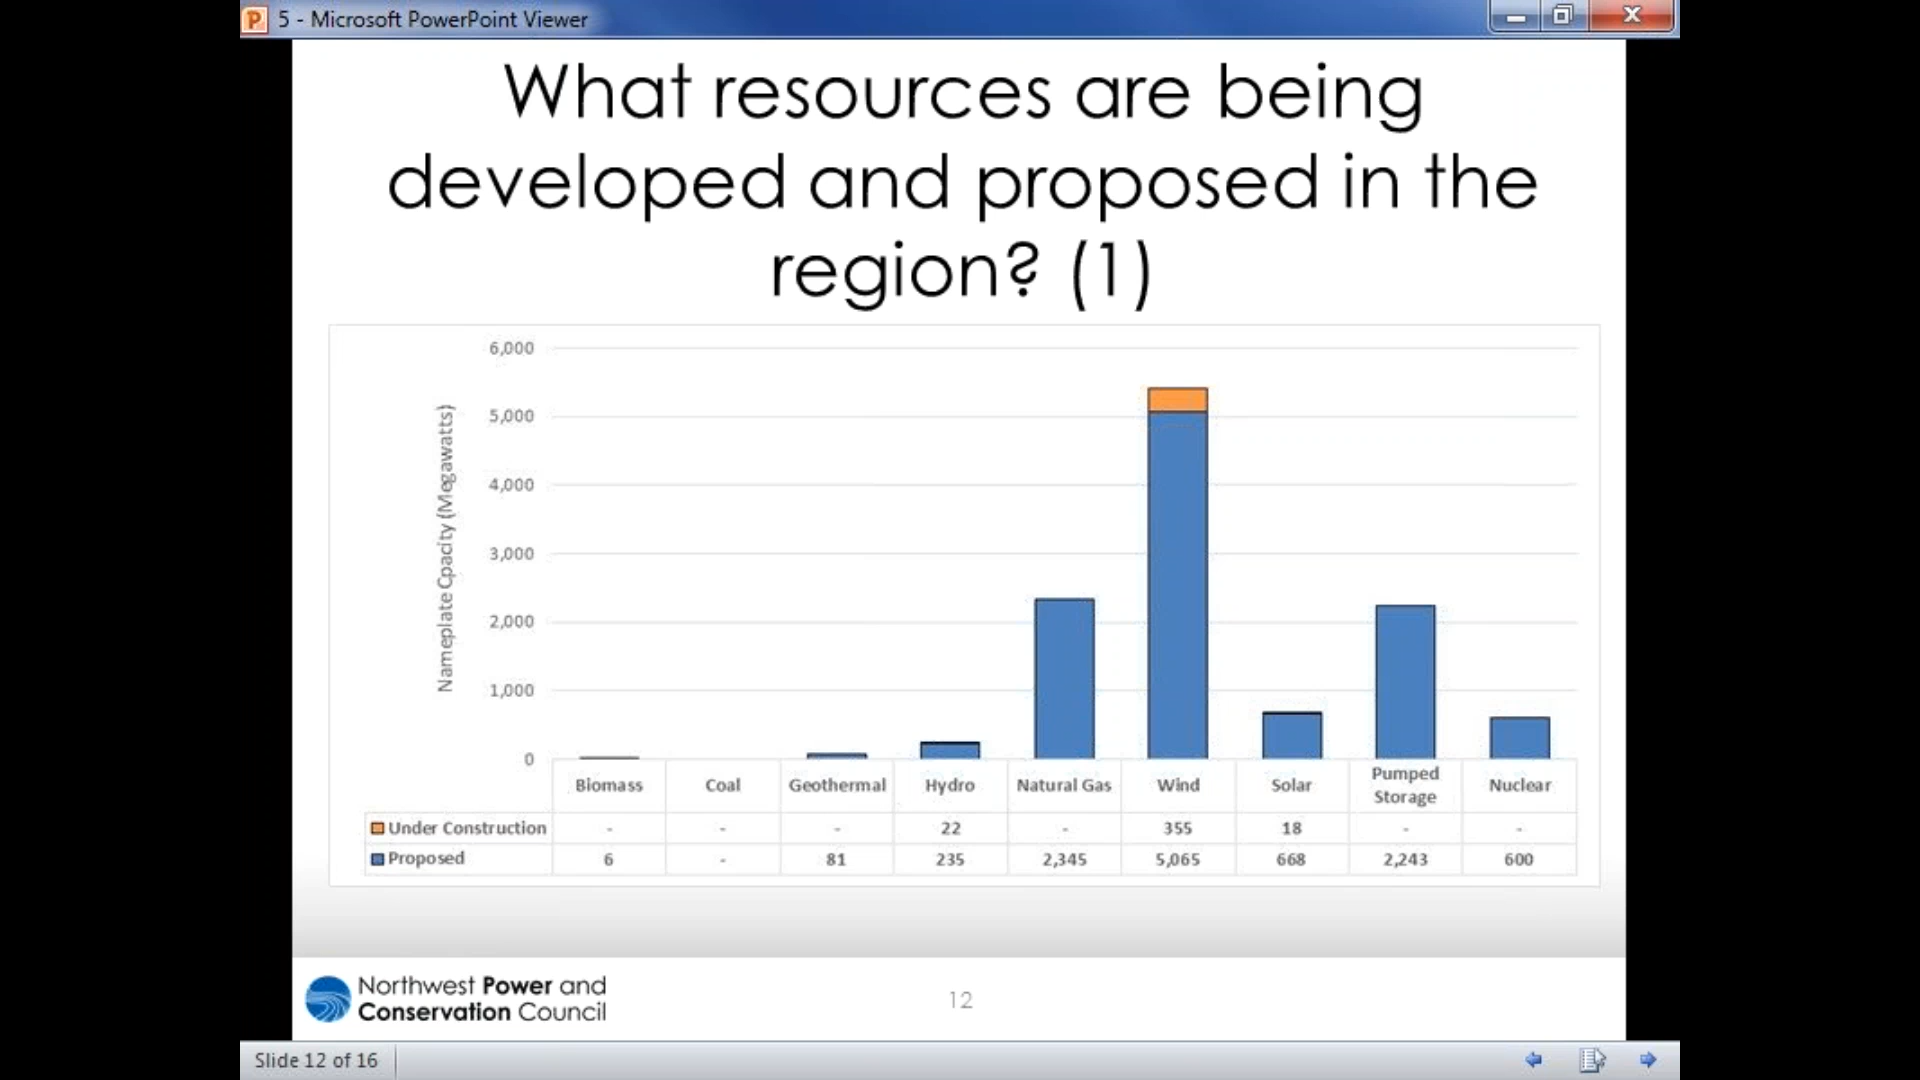 5 - Microsoft PowerPoint Viewer
What resources are being
developed and proposed in the
region? (1)
Nameplate Cpacity (Megawatts)
6,000
5,000
4,000
3,000
2,000
1,000
0
Biomass Coal Geothermal Hydro Natural Gas Wind Solar Pumped Storage Nuclear
Under Construction - - - 22 - 355 18 - -
Proposed 6 - 81 235 2,345 5,065 668 2,243 600
Northwest Power and
Conservation Council
12
Slide 12 of 16